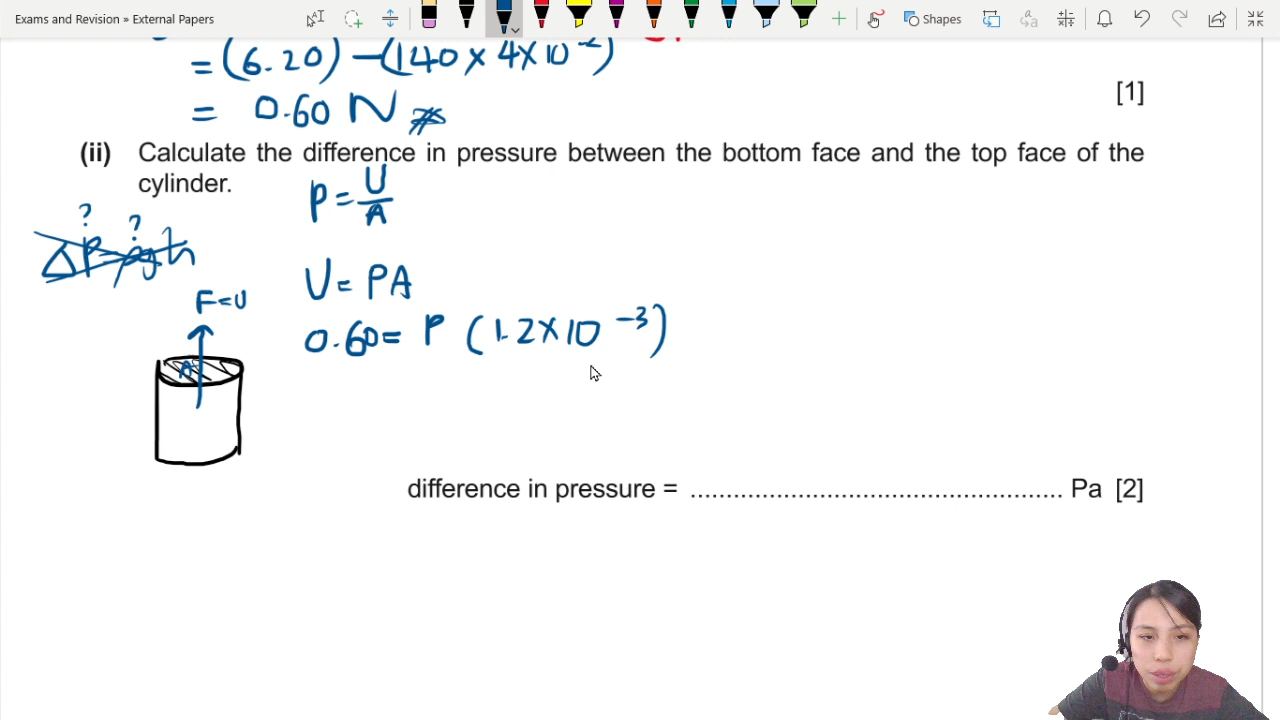 Exams and Revision » External Papers
Shapes
= (6.20) - (140 × 4×10⁻²)
= 0.60 N
[1]
(ii) Calculate the difference in pressure between the bottom face and the top face of the
cylinder.
P = U/A
? ?
ΔP = ρgh
U = PA
F = U
0.60 = P (1.2×10⁻³)
A
difference in pressure = ........................................................ Pa [2]